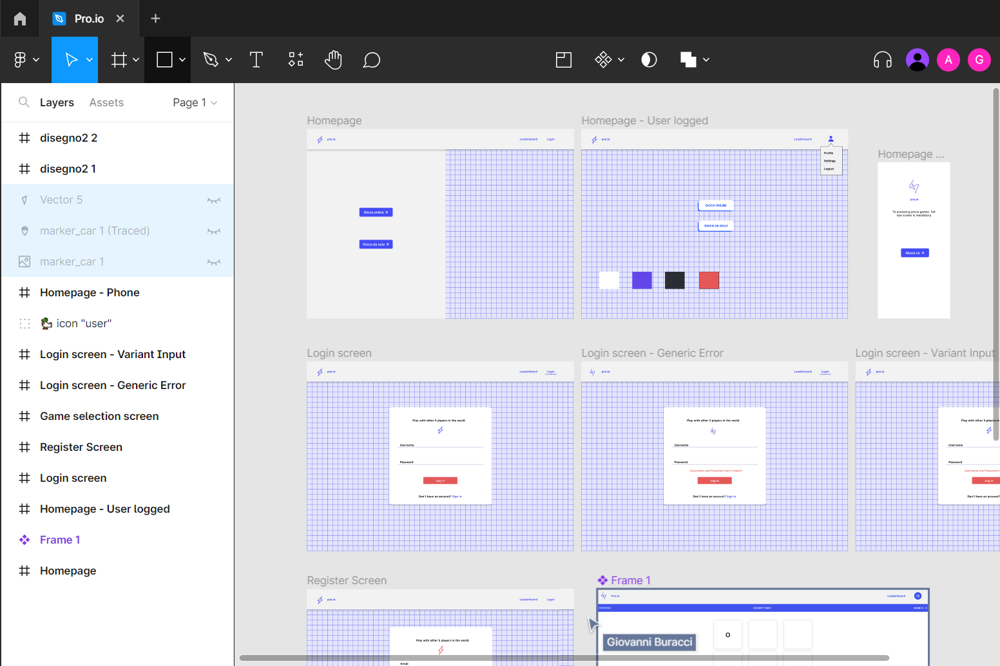 Pro.io
A
G
Layers
Assets
Page 1
disegno2 2
disegno2 1
Vector 5
marker_car 1 (Traced)
marker_car 1
Homepage - Phone
icon "user"
Login screen - Variant Input
Login screen - Generic Error
Game selection screen
Register Screen
Login screen
Homepage - User logged
Frame 1
Homepage
Homepage
pro.io
Leaderboard
Login
Gioca online
Gioca da solo
Homepage - User logged
pro.io
Leaderboard
Profile
Settings
Logout
GIOCA ONLINE
GIOCA DA SOLO
Homepage ...
pro.io
To accessing pro.io games, full
size screen is mandatory
About us
Login screen
pro.io
Leaderboard
Login
Play with other 5 players in the world
Username
Password
Log in
Don't have an account? Sign in
Login screen - Generic Error
pro.io
Leaderboard
Login
Play with other 5 players in the world
Username
Password
Username and Password don't match!
Log in
Don't have an account? Sign in
Login screen - Variant Input
pro.io
Play with other 5 players in
Username
Password
Username and Password
Log in
Don't have an account?
Register Screen
pro.io
Leaderboard
Login
Play with other 5 players in the world
Email
Frame 1
Pro.io
Leaderboard
O
Giovanni Buracci